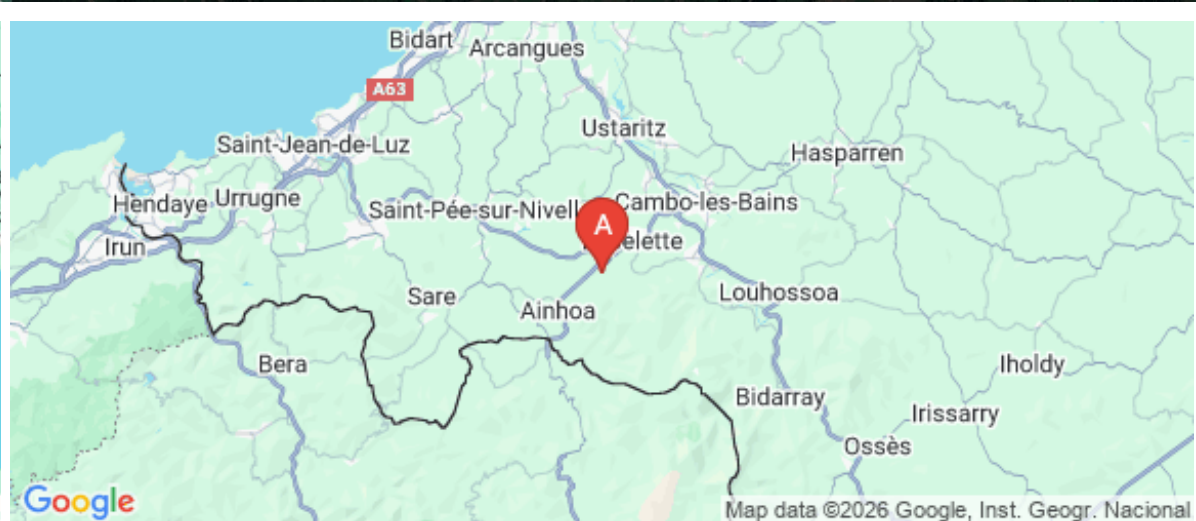 Bidart
Arcangues
A63
Ustaritz
Saint-Jean-de-Luz
Hasparren
Hendaye
Urrugne
Saint-Pée-sur-Nivell
Cambo-les-Bains
A
elette
Irun
Sare
Ainhoa
Louhossoa
Bera
Iholdy
Bidarray
Irissarry
Ossès
Google
Map data ©2026 Google, Inst. Geogr. Nacional